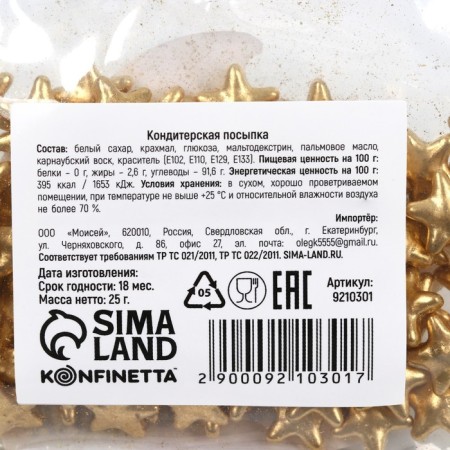 Кондитерская посыпка
Состав: белый сахар, крахмал, глюкоза, мальтодекстрин, пальмовое масло,
карнаубский воск, краситель (Е102, Е110, Е129, Е133). Пищевая ценность на 100 г:
белки – 0 г, жиры – 2,6 г, углеводы – 91,6 г. Энергетическая ценность на 100 г:
395 ккал / 1653 кДж. Условия хранения: в сухом, хорошо проветриваемом
помещении, при температуре не выше +25 °С и относительной влажности воздуха
не более 70 %.
Импортёр:
ООО «Моисей», 620010, Россия, Свердловская обл., г. Екатеринбург,
ул. Черняховского, д. 86, офис 27, эл. почта: olegk5555@gmail.ru.
Соответствует требованиям ТР ТС 021/2011, ТР ТС 022/2011. SIMA-LAND.RU.
Дата изготовления:
Срок годности: 18 мес.
Масса нетто: 25 г.
05
EAC
Артикул:
9210301
SIMA
LAND
KONFINETTA
2 900092 103017